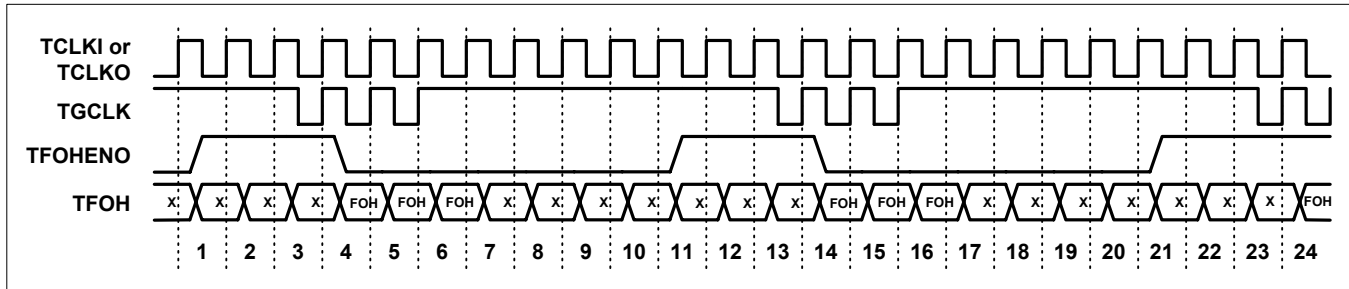 TCLKI or
TCLKO
TGCLK
TFOHENO
TFOH X X X X FOH FOH FOH X X X X X X X FOH FOH FOH X X X X X X X FOH
1 2 3 4 5 6 7 8 9 10 11 12 13 14 15 16 17 18 19 20 21 22 23 24